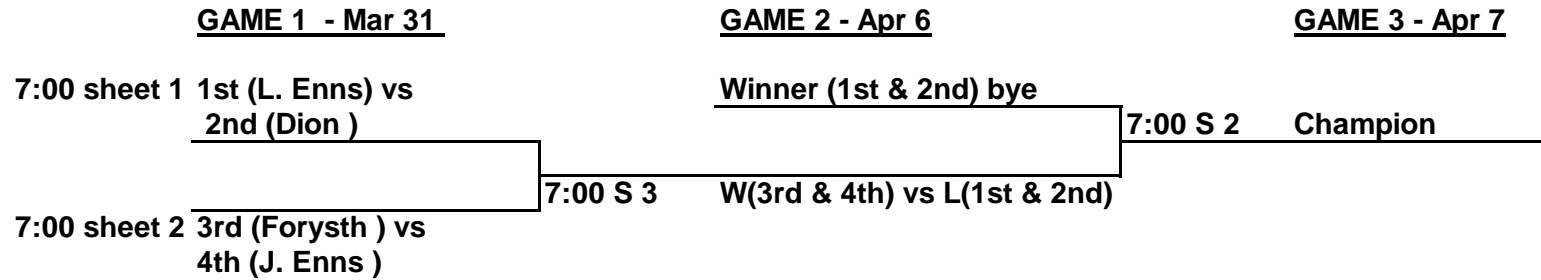 GAME 1 - Mar 31 GAME 2 - Apr 6 GAME 3 - Apr 7
7:00 sheet 1 1st (L. Enns) vs Winner (1st & 2nd) bye
2nd (Dion ) 7:00 S 2 Champion
7:00 S 3 W(3rd & 4th) vs L(1st & 2nd)
7:00 sheet 2 3rd (Forysth ) vs
4th (J. Enns )